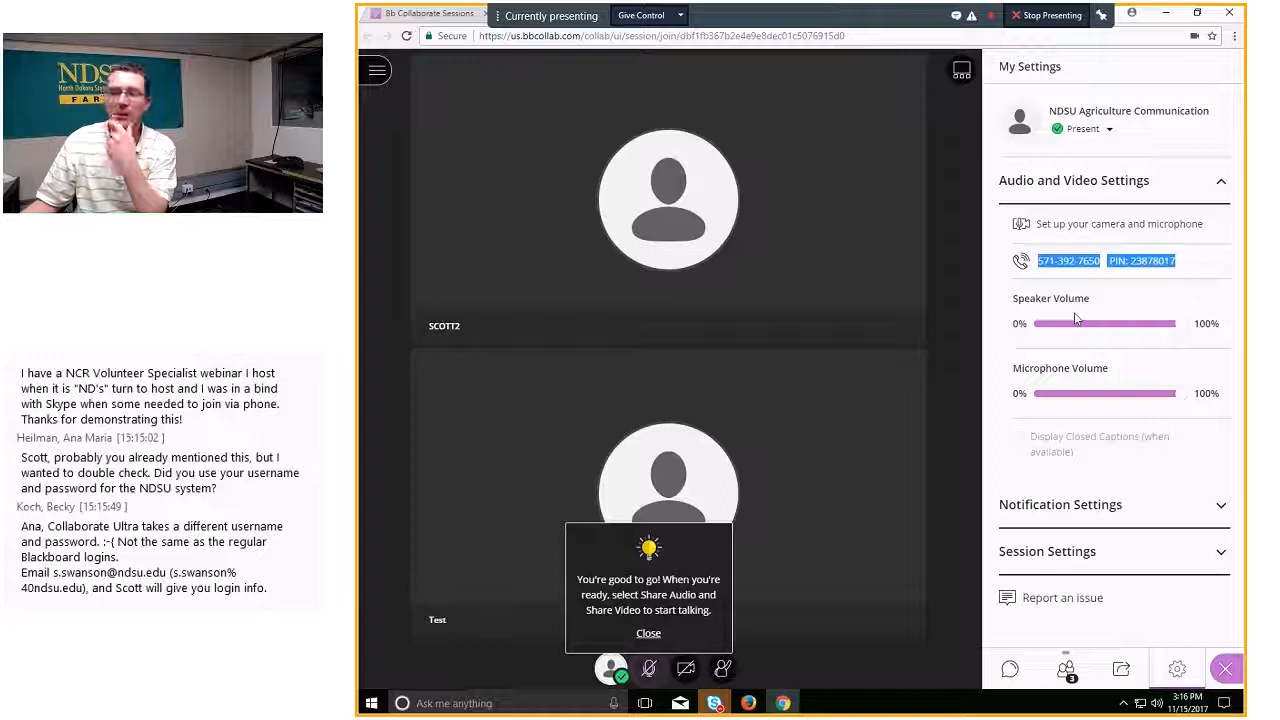 NDS
North Dakota State
FAR
I have a NCR Volunteer Specialist webinar I host
when it is "ND's" turn to host and I was in a bind
with Skype when some needed to join via phone.
Thanks for demonstrating this!
Heilman, Ana Maria [15:15:02 ]
Scott, probably you already mentioned this, but I
wanted to double check. Did you use your username
and password for the NDSU system?
Koch, Becky [15:15:49 ]
Ana, Collaborate Ultra takes a different username
and password. :-{ Not the same as the regular
Blackboard logins.
Email s.swanson@ndsu.edu (s.swanson%
40ndsu.edu), and Scott will give you login info.
Bb Collaborate Sessions
Currently presenting
Give Control
Stop Presenting
Secure
https://us.bbcollab.com/collab/ui/session/join/dbf1fb67b2e4e9e8dec01c5076915d0
SCOTT2
Test
You're good to go! When you're
ready, select Share Audio and
Share Video to start talking.
Close
My Settings
NDSU Agriculture Communication
Present
Audio and Video Settings
Set up your camera and microphone
571-392-7650 PIN: 23878017
Speaker Volume
0% 100%
Microphone Volume
0% 100%
Display Closed Captions (when
available)
Notification Settings
Session Settings
Report an issue
3
Ask me anything
3:16 PM
11/15/2017